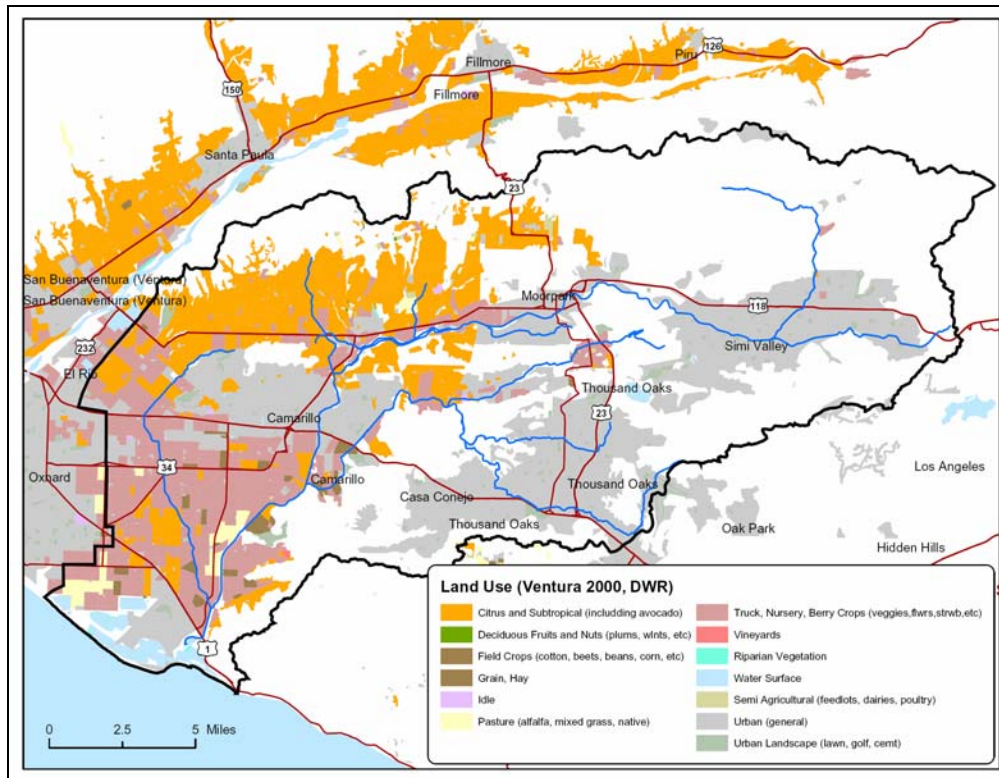 Fillmore
Piru
126
150
Fillmore
Santa Paula
23
San Buenaventura (Ventura)
San Buenaventura (Ventura)
Moorpark
118
232
Simi Valley
El Rio
Thousand Oaks
23
Camarillo
34
Oxnard
Camarillo
Thousand Oaks
Los Angeles
Casa Conejo
Thousand Oaks
Oak Park
Hidden Hills
1
Land Use (Ventura 2000, DWR)
Citrus and Subtropical (includding avocado)
Deciduous Fruits and Nuts (plums, wlnts, etc)
Field Crops (cotton, beets, beans, corn, etc)
Grain, Hay
Idle
Pasture (alfalfa, mixed grass, native)
Truck, Nursery, Berry Crops (veggies,flwrs,strwb,etc)
Vineyards
Riparian Vegetation
Water Surface
Semi Agricultural (feedlots, dairies, poultry)
Urban (general)
Urban Landscape (lawn, golf, cemt)
0 2.5 5 Miles